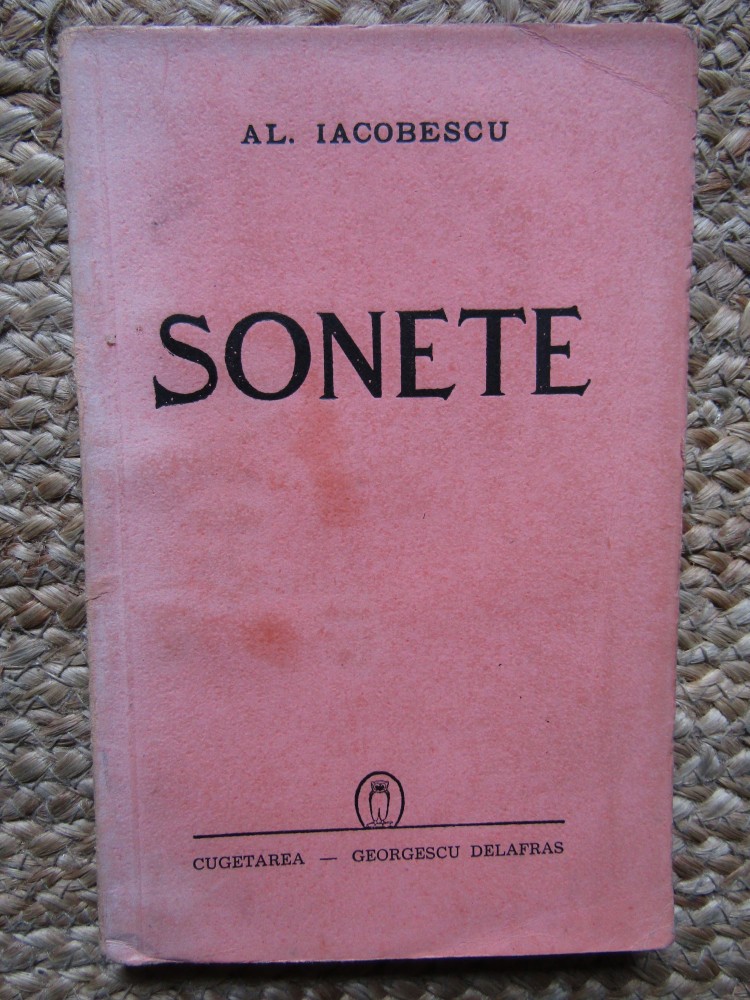 AL. IACOBESCU
SONETE
CUGETAREA — GEORGESCU DELAFRAS